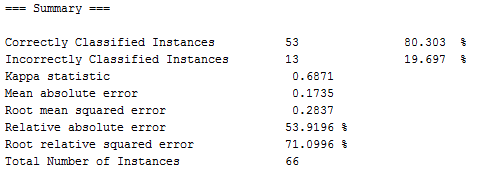 === Summary ===
Correctly Classified Instances 53 80.303 %
Incorrectly Classified Instances 13 19.697 %
Kappa statistic 0.6871
Mean absolute error 0.1735
Root mean squared error 0.2837
Relative absolute error 53.9196 %
Root relative squared error 71.0996 %
Total Number of Instances 66